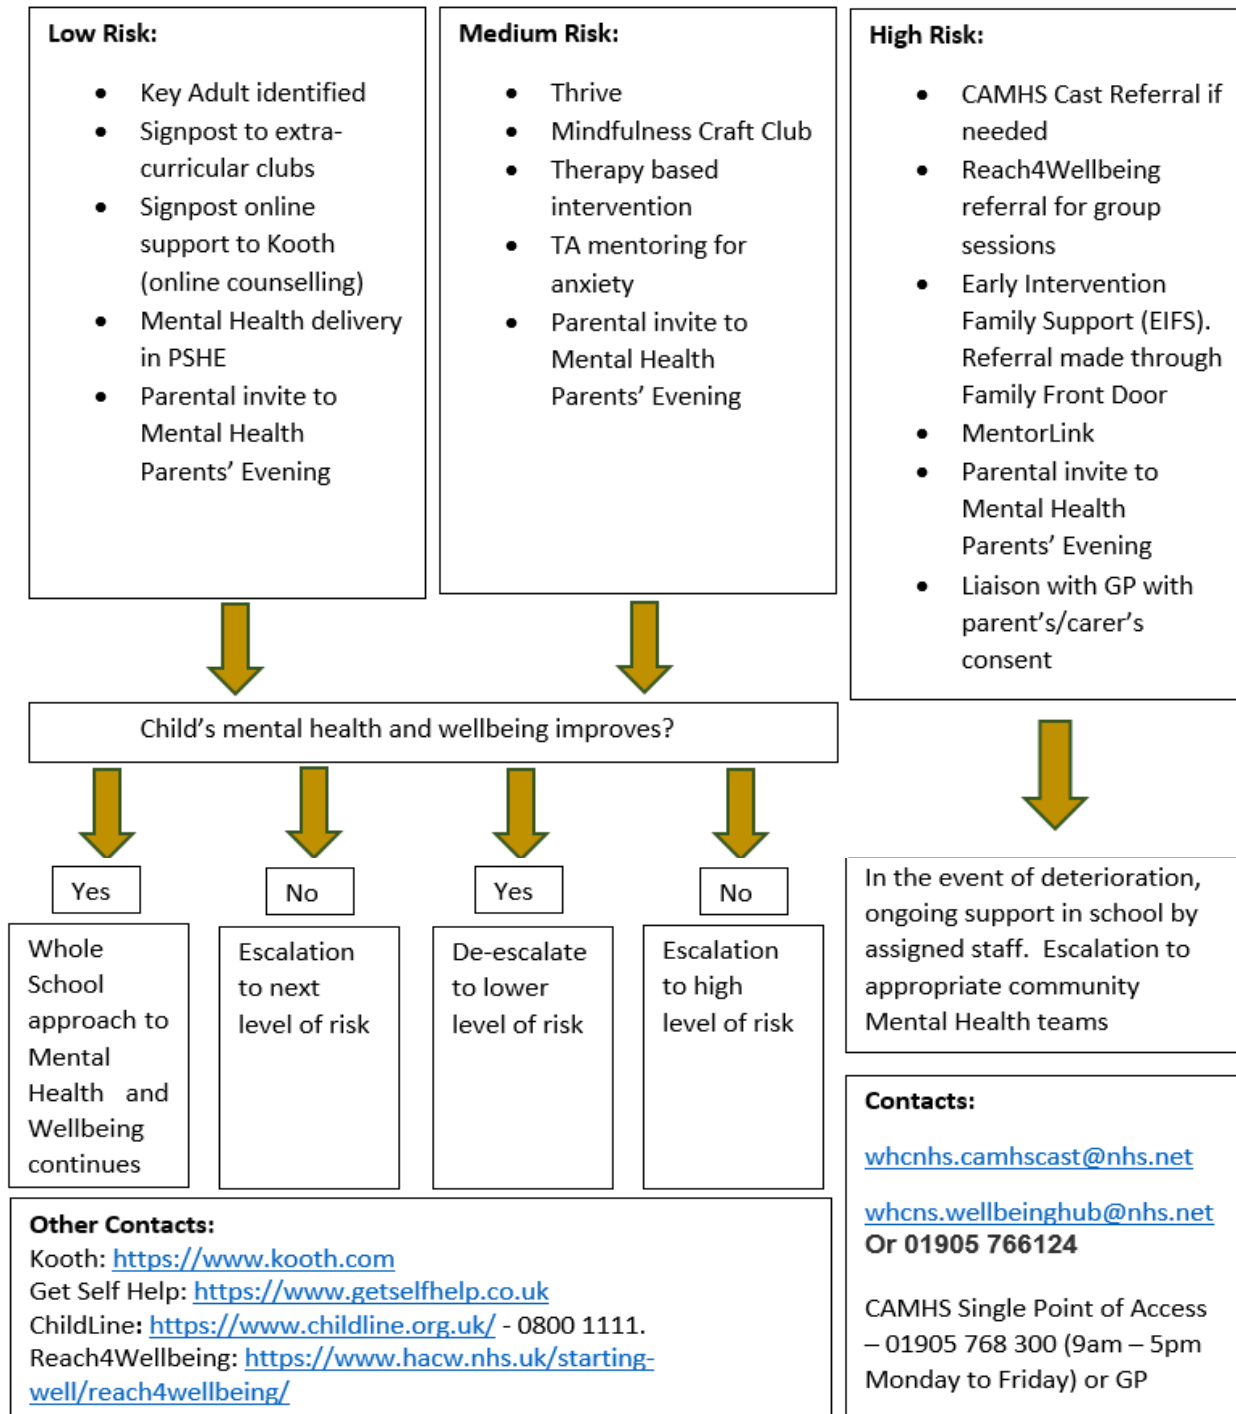 Low Risk:
• Key Adult identified
• Signpost to extra-
curricular clubs
• Signpost online
support to Kooth
(online counselling)
• Mental Health delivery
in PSHE
• Parental invite to
Mental Health
Parents’ Evening
Medium Risk:
• Thrive
• Mindfulness Craft Club
• Therapy based
intervention
• TA mentoring for
anxiety
• Parental invite to
Mental Health
Parents’ Evening
High Risk:
• CAMHS Cast Referral if
needed
• Reach4Wellbeing
referral for group
sessions
• Early Intervention
Family Support (EIFS).
Referral made through
Family Front Door
• MentorLink
• Parental invite to
Mental Health
Parents’ Evening
• Liaison with GP with
parent’s/carer’s
consent
Child’s mental health and wellbeing improves?
Yes
Whole
School
approach to
Mental
Health and
Wellbeing
continues
No
Escalation
to next
level of risk
Yes
De-escalate
to lower
level of risk
No
Escalation
to high
level of risk
In the event of deterioration,
ongoing support in school by
assigned staff. Escalation to
appropriate community
Mental Health teams
Contacts:
whcnhs.camhscast@nhs.net
whcns.wellbeinghub@nhs.net
Or 01905 766124
CAMHS Single Point of Access
– 01905 768 300 (9am – 5pm
Monday to Friday) or GP
Other Contacts:
Kooth: https://www.kooth.com
Get Self Help: https://www.getselfhelp.co.uk
ChildLine: https://www.childline.org.uk/ - 0800 1111.
Reach4Wellbeing: https://www.hacw.nhs.uk/starting-
well/reach4wellbeing/